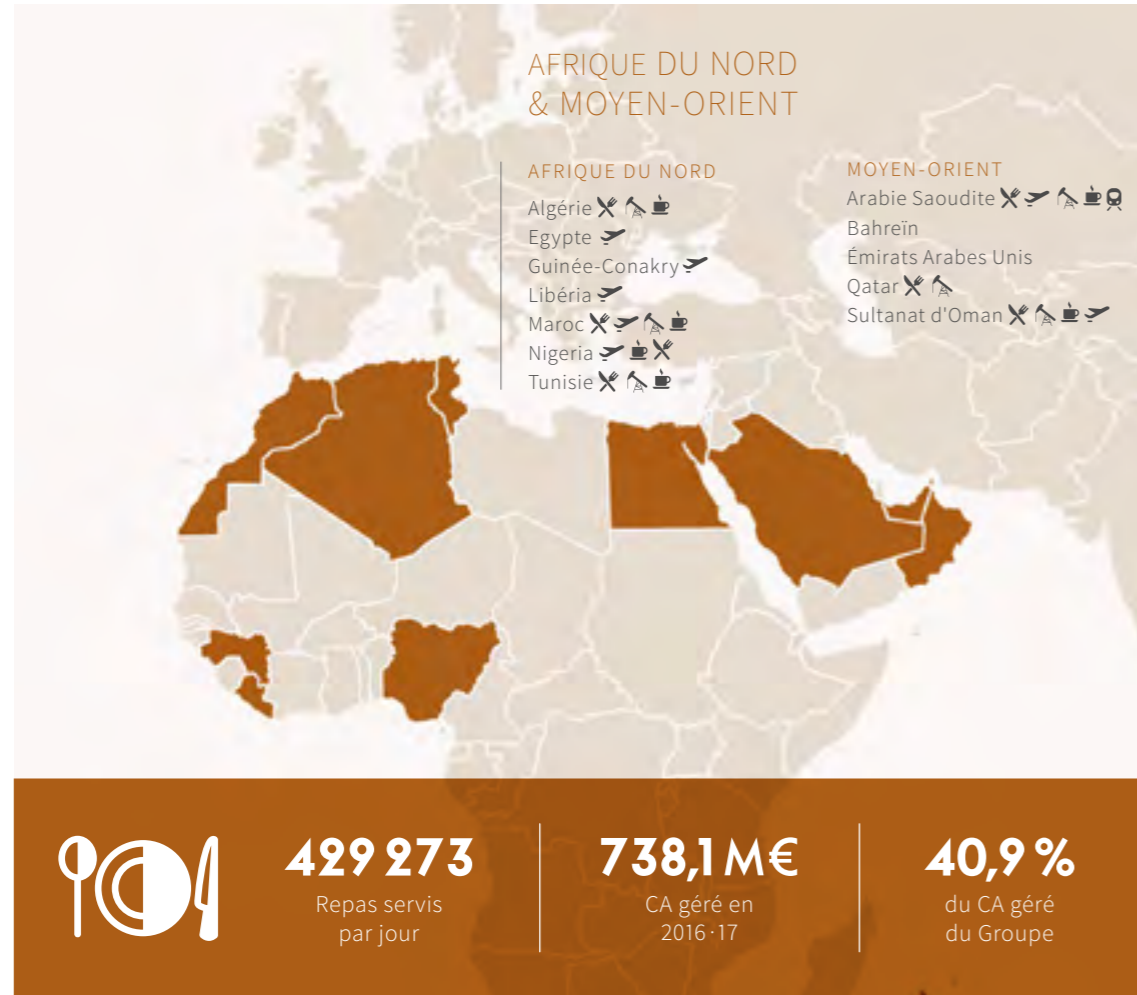 AFRIQUE DU NORD
& MOYEN-ORIENT
AFRIQUE DU NORD
Algérie
Egypte
Guinée-Conakry
Libéria
Maroc
Nigeria
Tunisie
MOYEN-ORIENT
Arabie Saoudite
Bahreïn
Émirats Arabes Unis
Qatar
Sultanat d'Oman
429 273
Repas servis
par jour
738,1 M€
CA géré en
2016·17
40,9 %
du CA géré
du Groupe